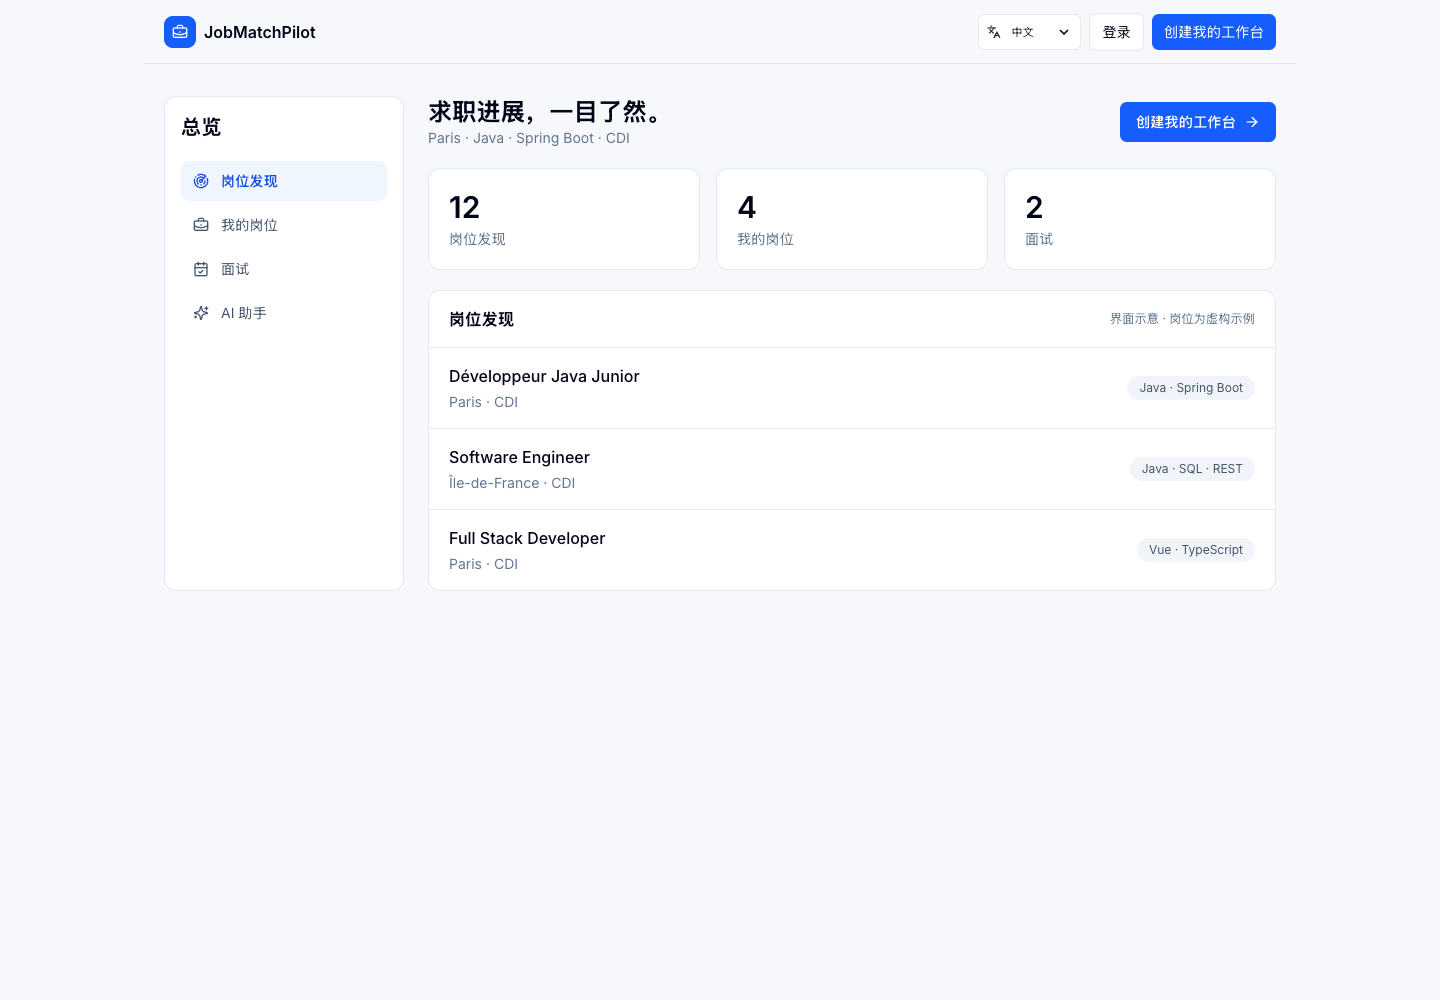 JobMatchPilot
中文
登录
创建我的工作台
总览
岗位发现
我的岗位
面试
AI 助手
求职进展，一目了然。
Paris · Java · Spring Boot · CDI
创建我的工作台
12
岗位发现
4
我的岗位
2
面试
岗位发现
界面示意 · 岗位为虚构示例
Développeur Java Junior
Paris · CDI
Java · Spring Boot
Software Engineer
Île-de-France · CDI
Java · SQL · REST
Full Stack Developer
Paris · CDI
Vue · TypeScript